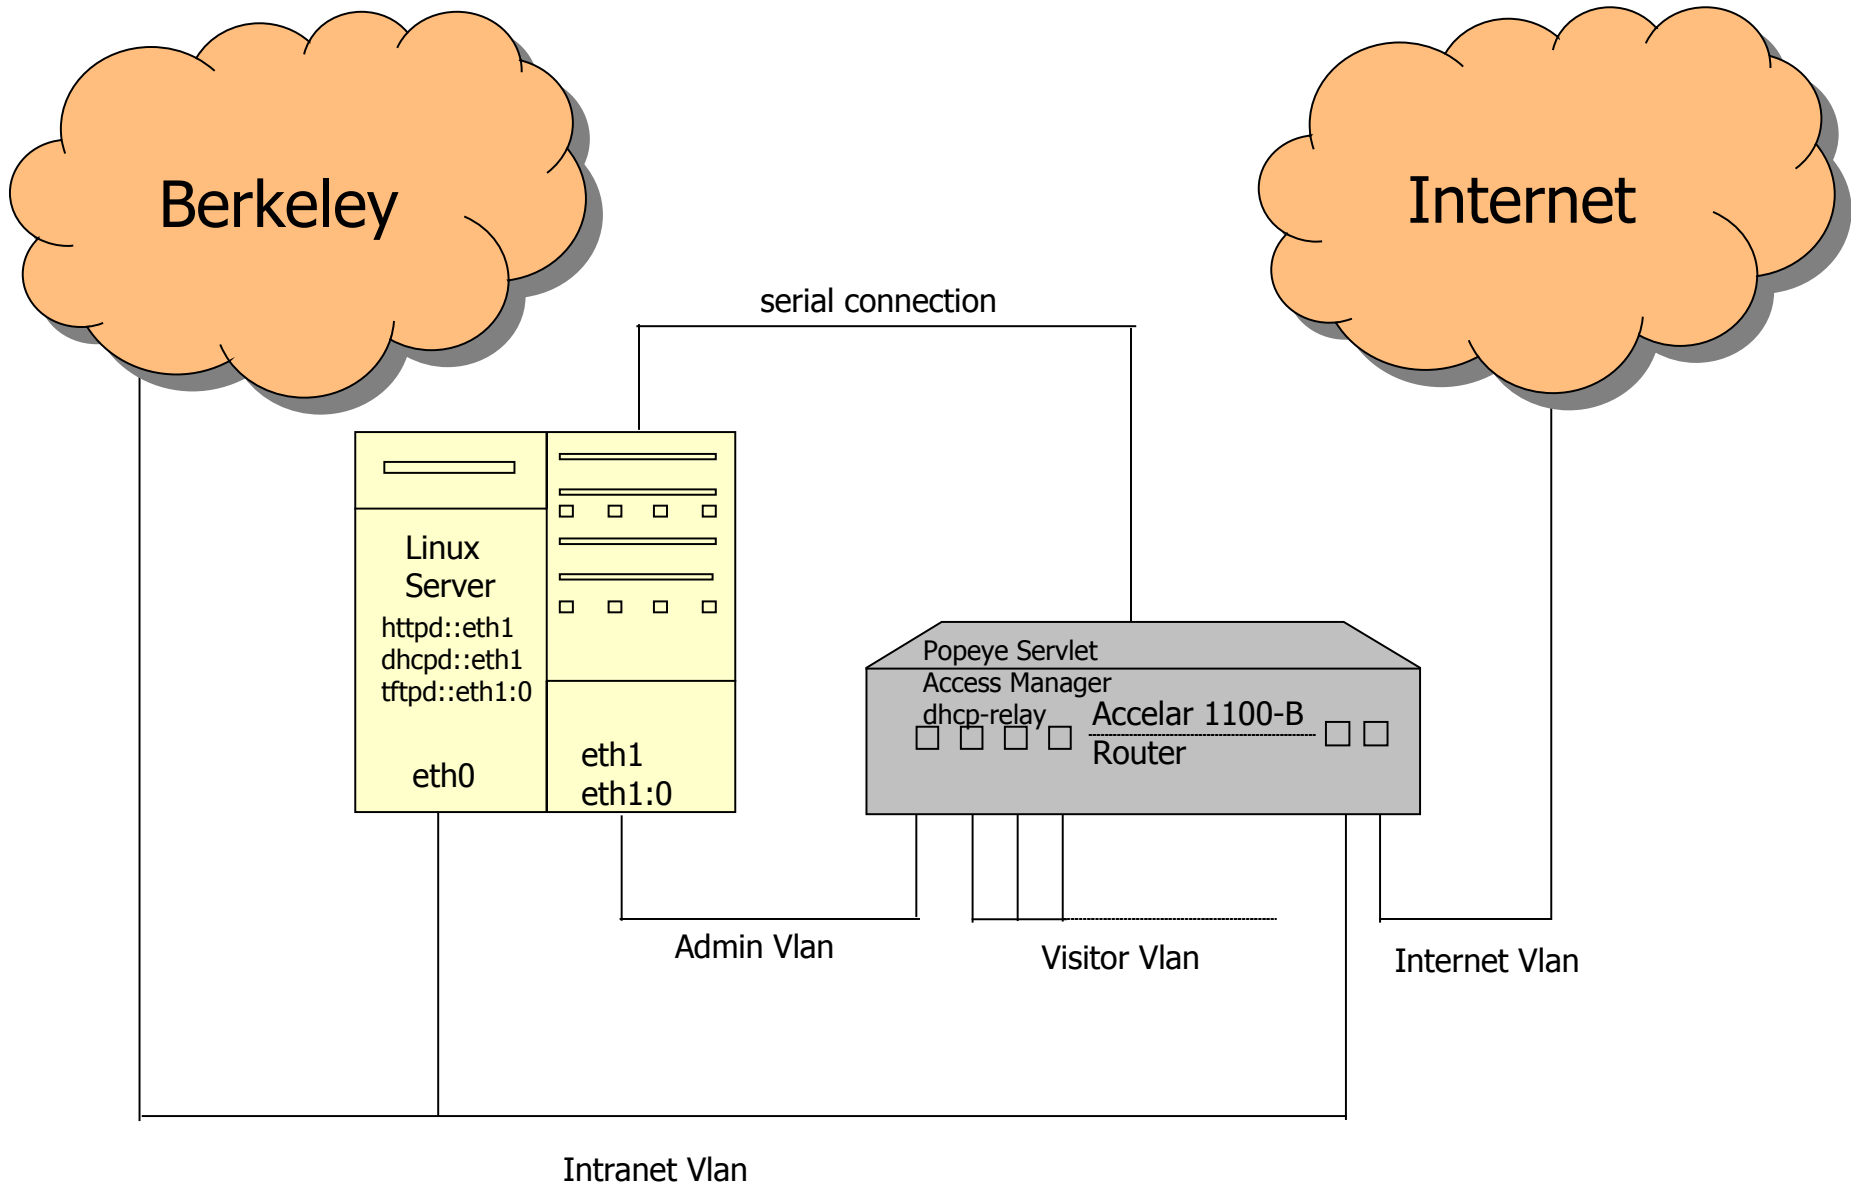 Berkeley
Internet
serial connection
Linux
Server
httpd::eth1
dhcpd::eth1
tftpd::eth1:0
eth0
eth1
eth1:0
Popeye Servlet
Access Manager
dhcp-relay
Accelar 1100-B
Router
Admin Vlan
Visitor Vlan
Internet Vlan
Intranet Vlan